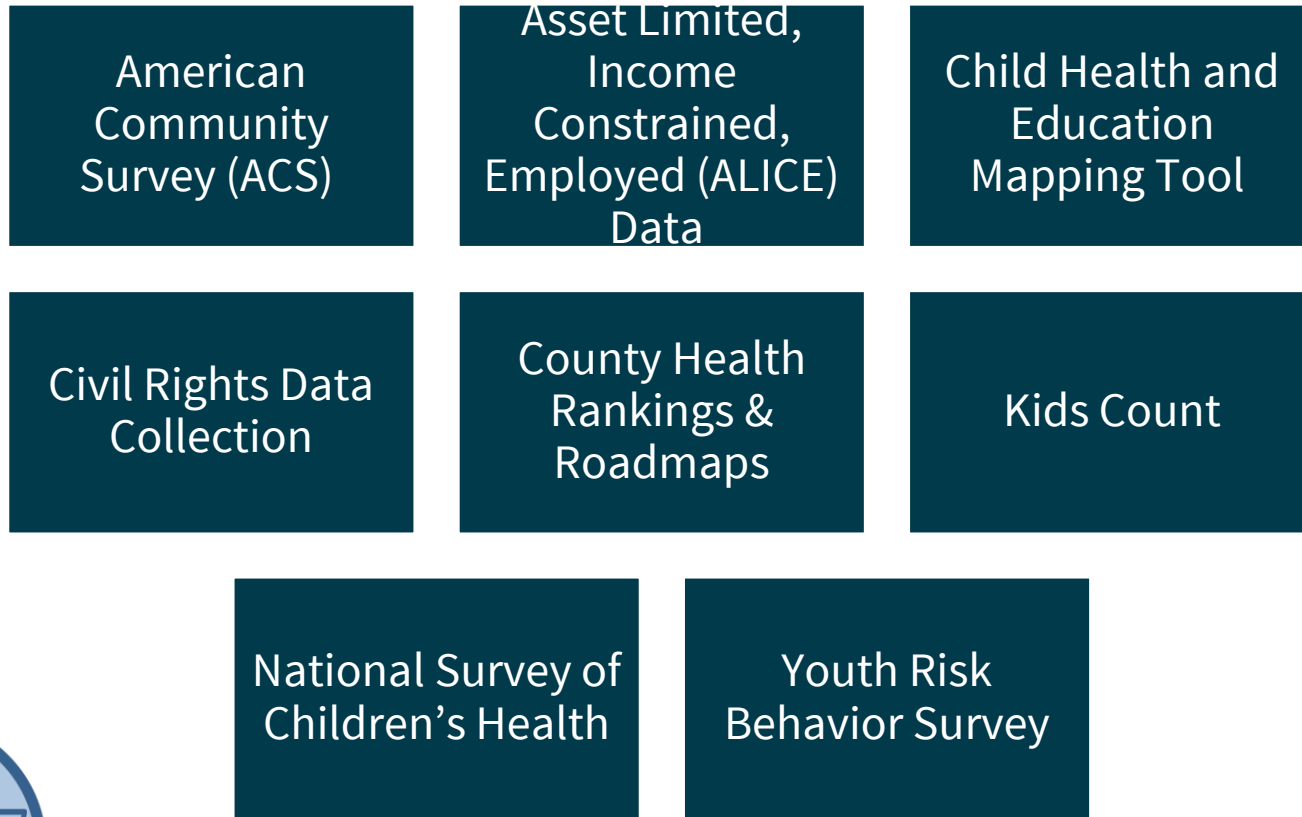 American
Community
Survey (ACS)
Asset Limited,
Income
Constrained,
Employed (ALICE)
Data
Child Health and
Education
Mapping Tool
Civil Rights Data
Collection
County Health
Rankings &
Roadmaps
Kids Count
National Survey of
Children’s Health
Youth Risk
Behavior Survey